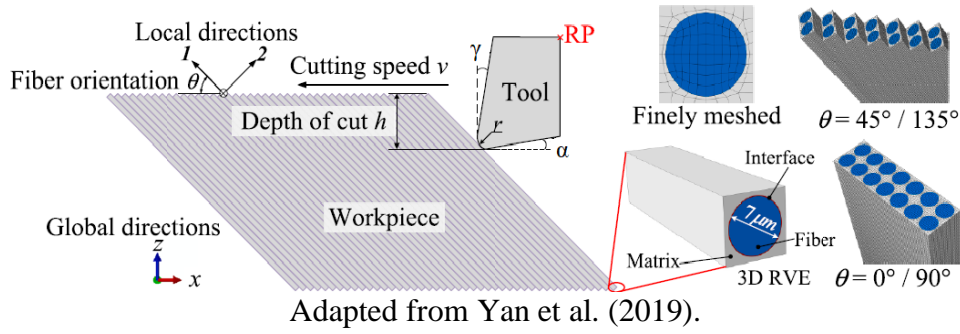 Local directions
1
2
Fiber orientation θ
Cutting speed v
Depth of cut h
γ
RP
Tool
r
α
Workpiece
Global directions
z
x
Finely meshed
θ = 45° / 135°
Interface
7 μm
Fiber
Matrix
3D RVE
θ = 0° / 90°
Adapted from Yan et al. (2019).